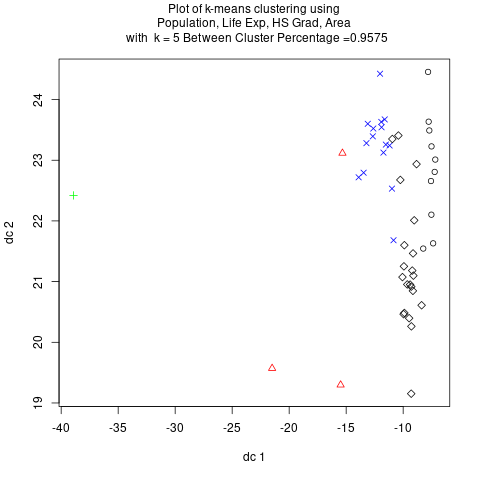 Plot of k-means clustering using
Population, Life Exp, HS Grad, Area
with  k = 5 Between Cluster Percentage =0.9575
24
23
22
21
20
19
dc 2
-40 -35 -30 -25 -20 -15 -10
dc 1